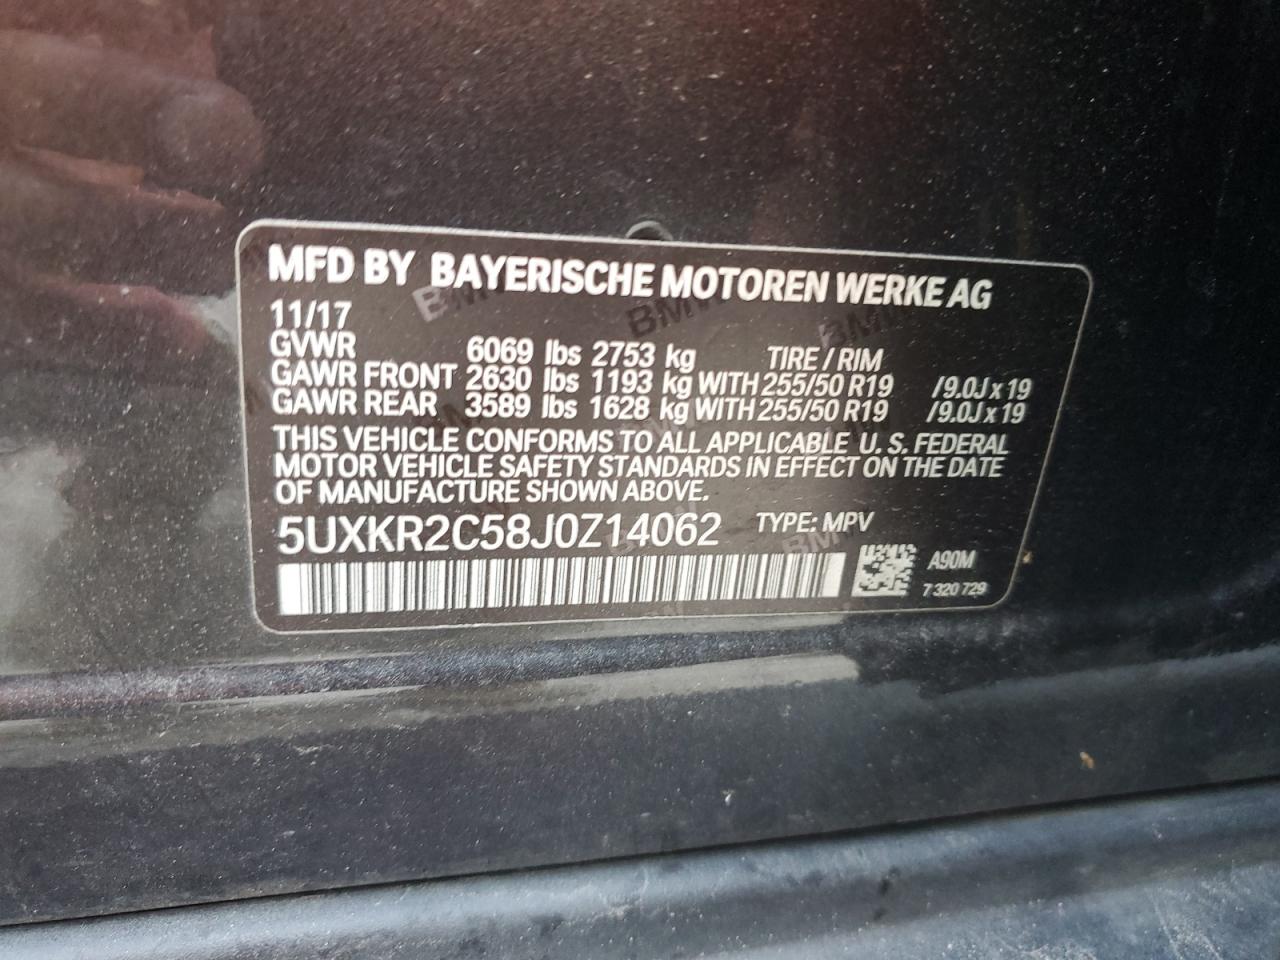 MFD BY BAYERISCHE MOTOREN WERKE AG
11/17
GVWR 6069 lbs 2753 kg TIRE / RIM
GAWR FRONT 2630 lbs 1193 kg WITH 255/50 R19 /9.0J x 19
GAWR REAR 3589 lbs 1628 kg WITH 255/50 R19 /9.0J x 19
THIS VEHICLE CONFORMS TO ALL APPLICABLE U. S. FEDERAL
MOTOR VEHICLE SAFETY STANDARDS IN EFFECT ON THE DATE
OF MANUFACTURE SHOWN ABOVE.
5UXKR2C58J0Z14062 TYPE: MPV
A90M
7 320 729